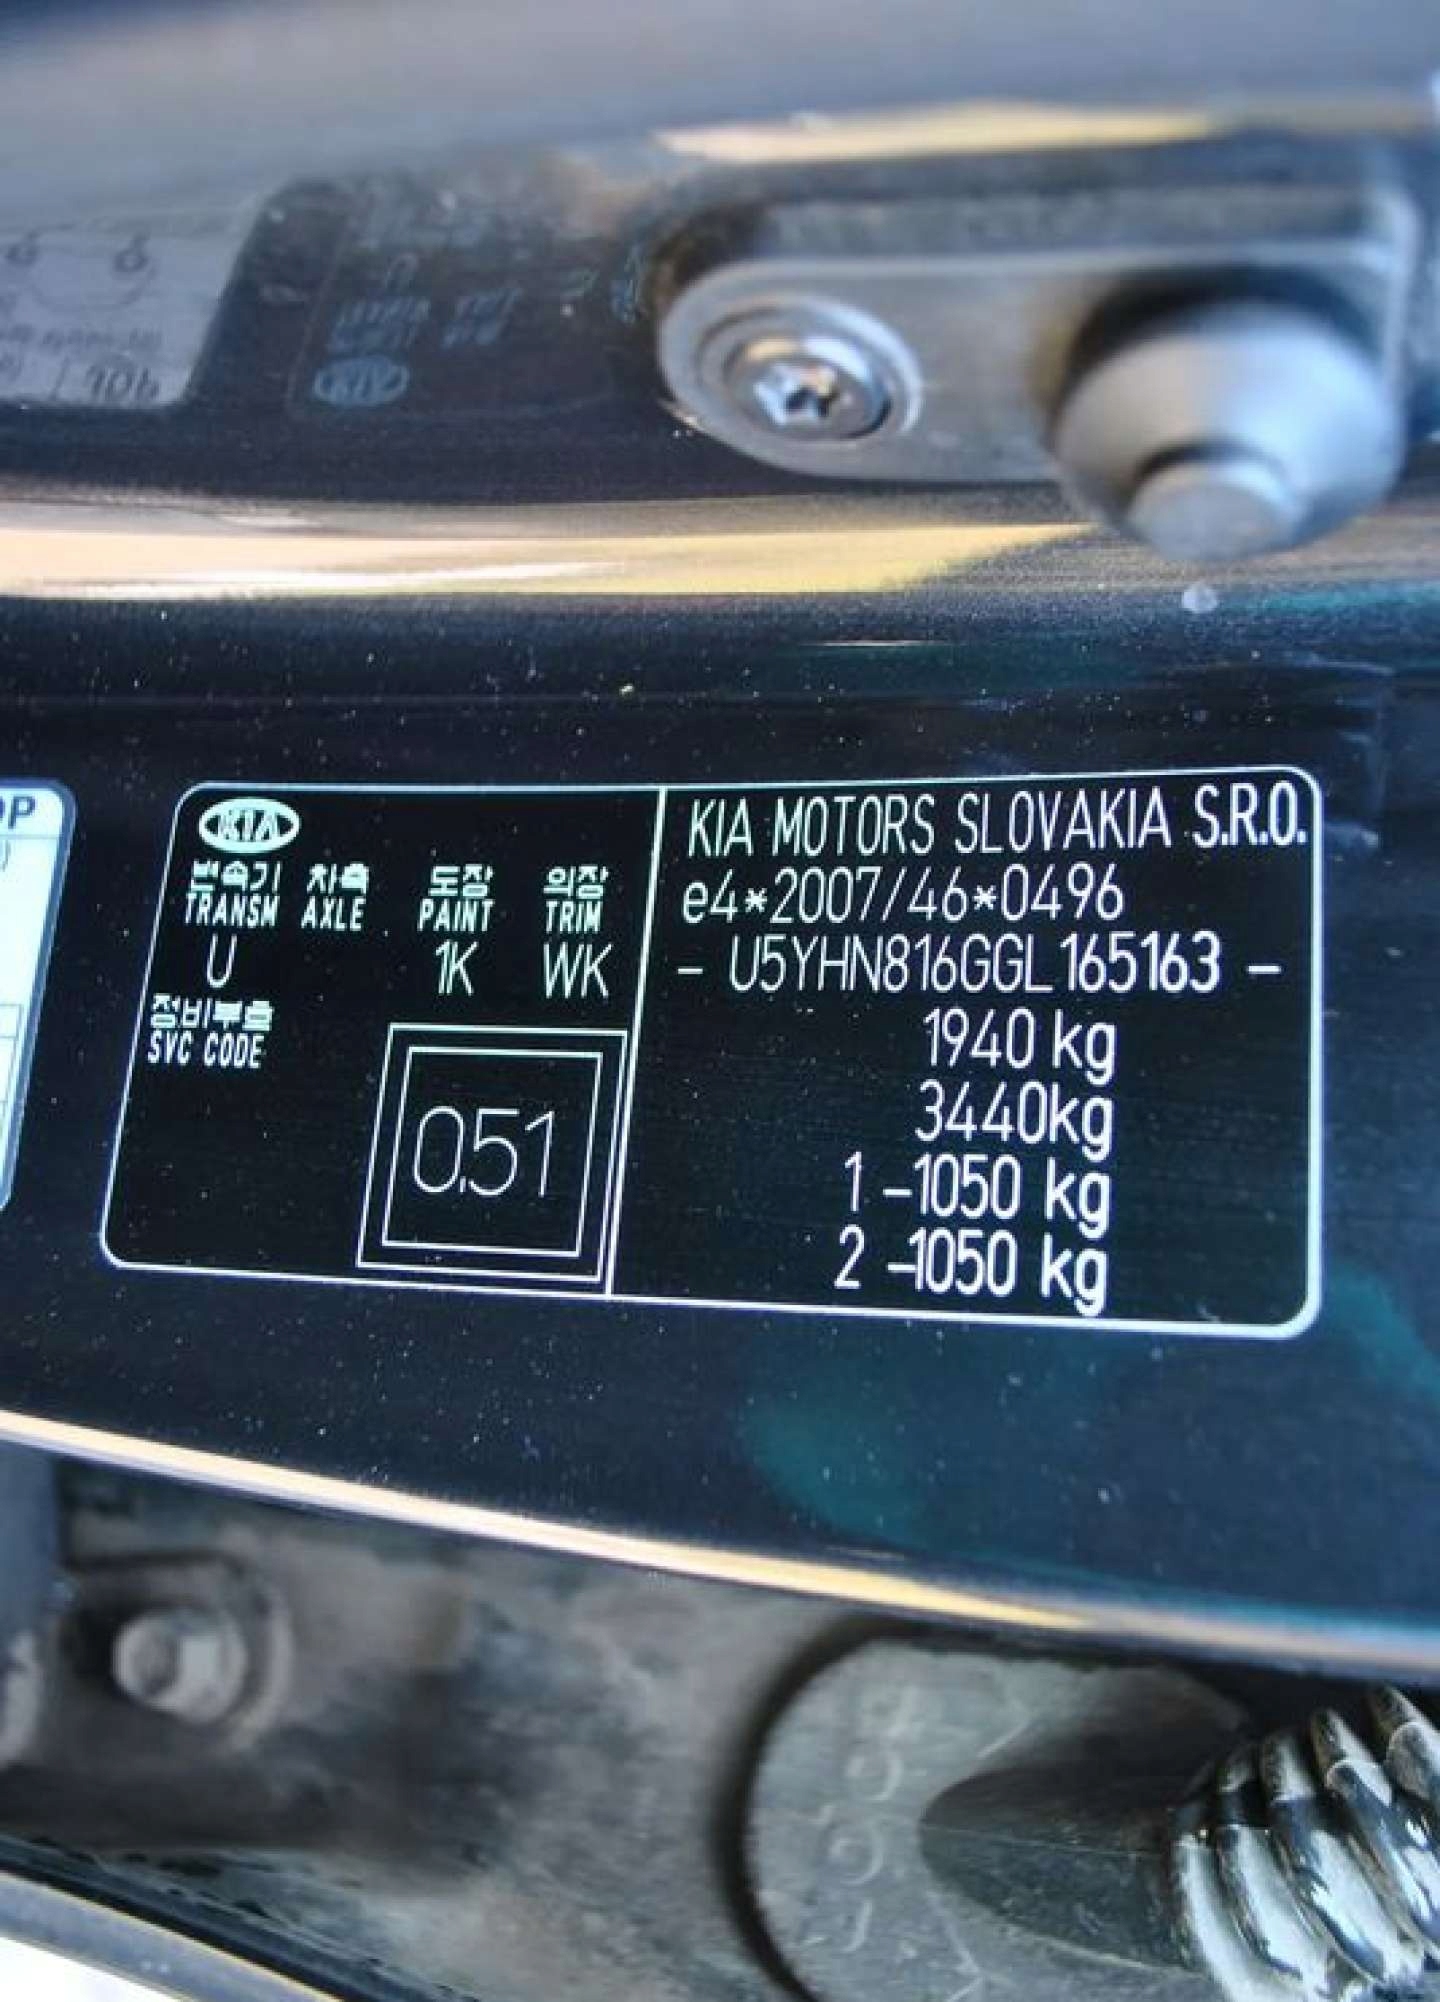 KIA
변속기 차축 도장 의장
TRANSM AXLE PAINT TRIM
U 1K WK
정비부호
SVC CODE
0.51
KIA MOTORS SLOVAKIA S.R.O.
e4*2007/46*0496
- U5YHN816GGL165163 -
1940 kg
3440kg
1 -1050 kg
2 -1050 kg